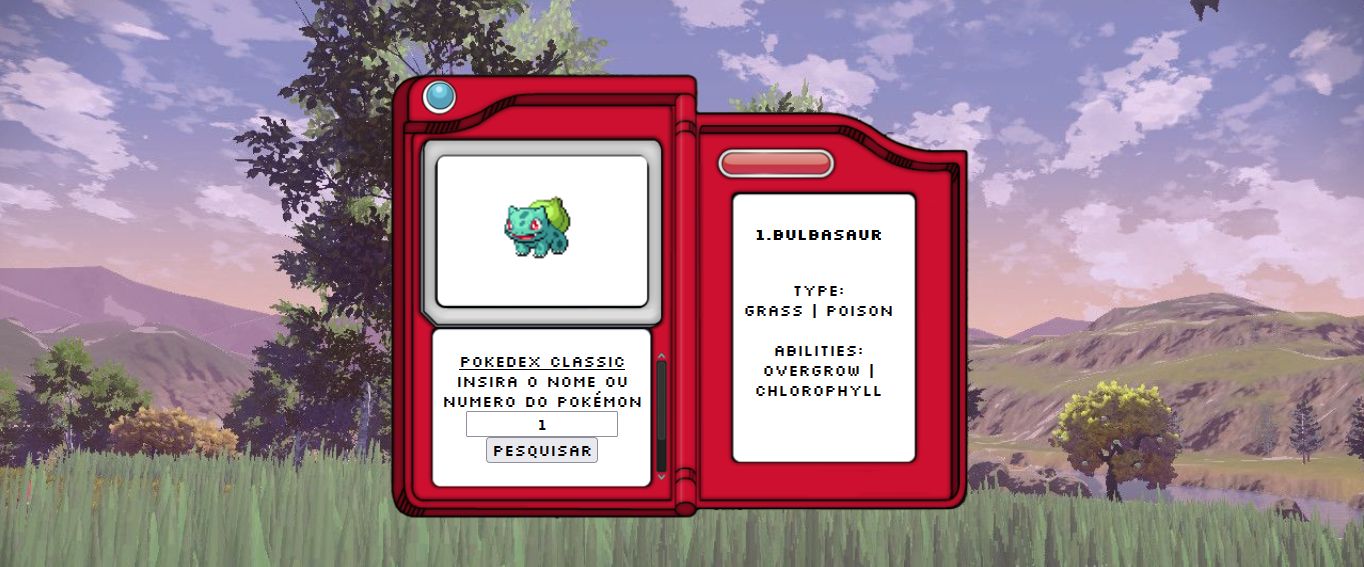 POKEDEX CLASSIC
INSIRA O NOME OU
NUMERO DO POKÉMON
1
PESQUISAR
1.BULBASAUR
TYPE:
GRASS | POISON
ABILITIES:
OVERGROW |
CHLOROPHYLL